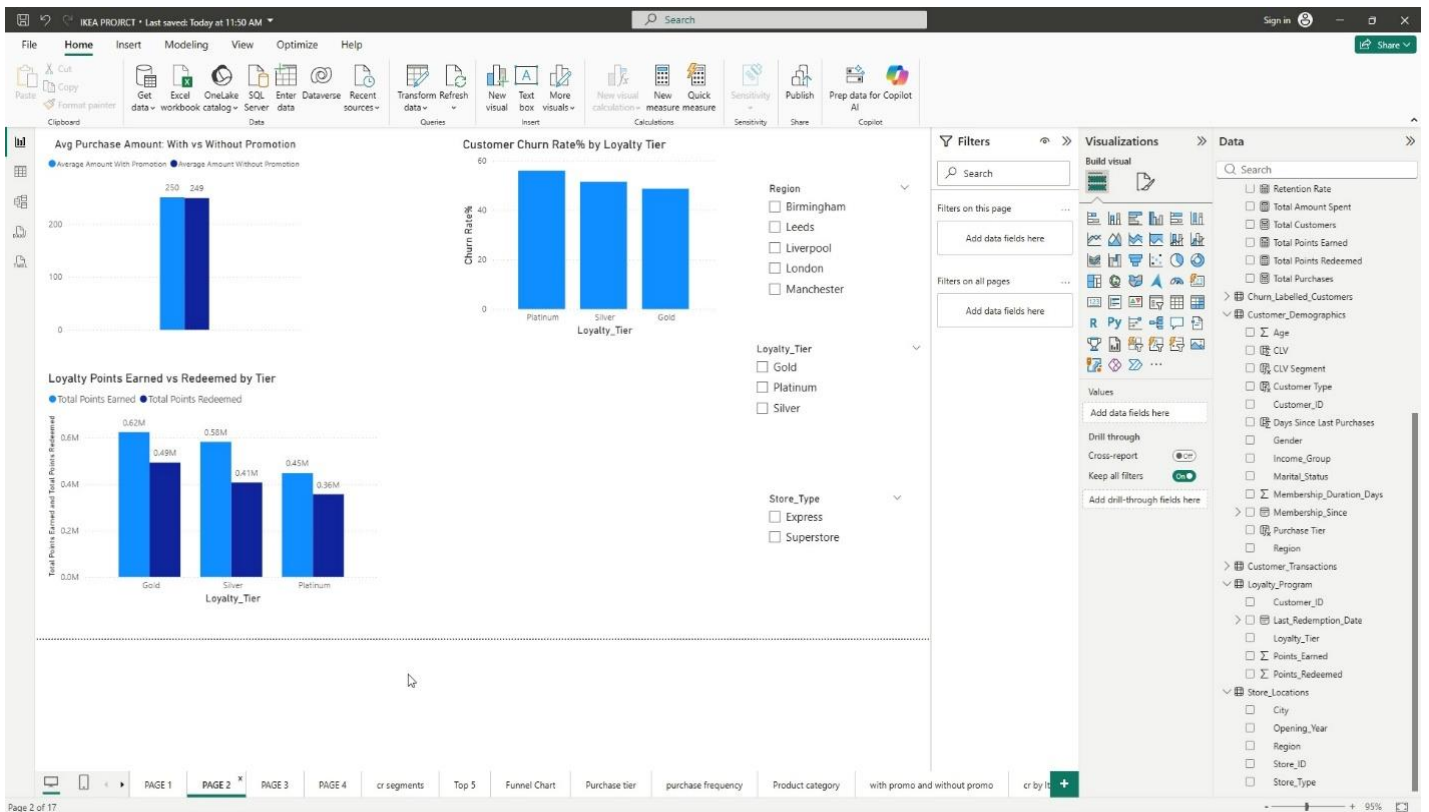 IKEA PROJRCT • Last saved: Today at 11:50 AM
Search
Sign in
File Home Insert Modeling View Optimize Help
Share
Paste
Cut
Copy
Format painter
Get data
Excel workbook
OneLake catalog
SQL Server
Enter data
Dataverse
Recent sources
Transform data
Refresh
New visual
Text box
More visuals
New visual calculation
New measure
Quick measure
Sensitivity
Publish
Prep data for AI
Copilot
Clipboard
Data
Queries
Insert
Calculations
Sensitivity
Share
Copilot
Avg Purchase Amount: With vs Without Promotion
Average Amount With Promotion Average Amount Without Promotion
250 249
200
100
0
Customer Churn Rate% by Loyalty Tier
Churn Rate%
60
40
20
0
Platinum Silver Gold
Loyalty_Tier
Region
Birmingham
Leeds
Liverpool
London
Manchester
Loyalty_Tier
Gold
Platinum
Silver
Store_Type
Express
Superstore
Loyalty Points Earned vs Redeemed by Tier
Total Points Earned Total Points Redeemed
Total Points Earned and Total Points Redeemed
0.6M
0.4M
0.2M
0.0M
0.62M
0.49M
0.58M
0.41M
0.45M
0.36M
Gold Silver Platinum
Loyalty_Tier
Filters
Search
Filters on this page
Add data fields here
Filters on all pages
Add data fields here
Visualizations
Build visual
R Py
Values
Add data fields here
Drill through
Cross-report
Off
Keep all filters
On
Add drill-through fields here
Data
Search
Retention Rate
Total Amount Spent
Total Customers
Total Points Earned
Total Points Redeemed
Total Purchases
Churn_Labelled_Customers
Customer_Demographics
Age
CLV
CLV Segment
Customer Type
Customer_ID
Days Since Last Purchases
Gender
Income_Group
Marital_Status
Membership_Duration_Days
Membership_Since
Purchase Tier
Region
Customer_Transactions
Loyalty_Program
Customer_ID
Last_Redemption_Date
Loyalty_Tier
Points_Earned
Points_Redeemed
Store_Locations
City
Opening_Year
Region
Store_ID
Store_Type
PAGE 1 PAGE 2 PAGE 3 PAGE 4 cr segments Top 5 Funnel Chart Purchase tier purchase frequency Product category with promo and without promo cr by lt
Page 2 of 17
95%